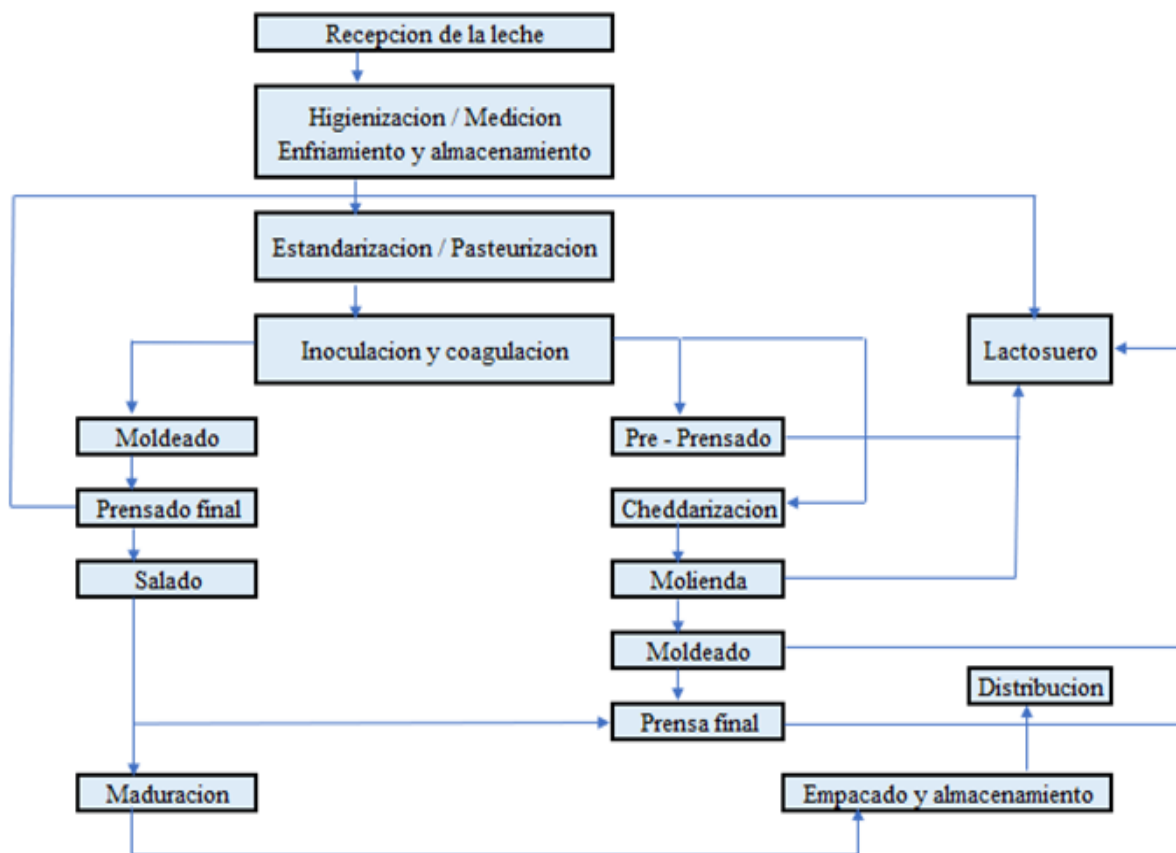 Recepcion de la leche
Higienizacion / Medicion
Enfriamiento y almacenamiento
Estandarizacion / Pasteurizacion
Inoculacion y coagulacion
Lactosuero
Moldeado
Pre - Prensado
Prensado final
Cheddarizacion
Salado
Molienda
Moldeado
Distribucion
Prensa final
Maduracion
Empacado y almacenamiento